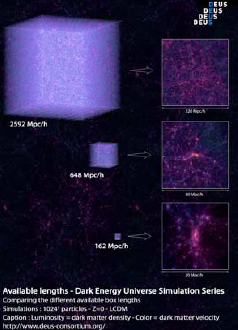 DEUS
DEUS
DEUS
DEUS
2592 Mpc/h
648 Mpc/h
162 Mpc/h
Available lengths - Dark Energy Universe Simulation Series
Comparing the different available box lengths
Simulations : 1024³ particles - Z=0 - LCDM
Caption : Luminosity = dark matter density - Color = dark matter velocity
http://www.deus-consortium.org/